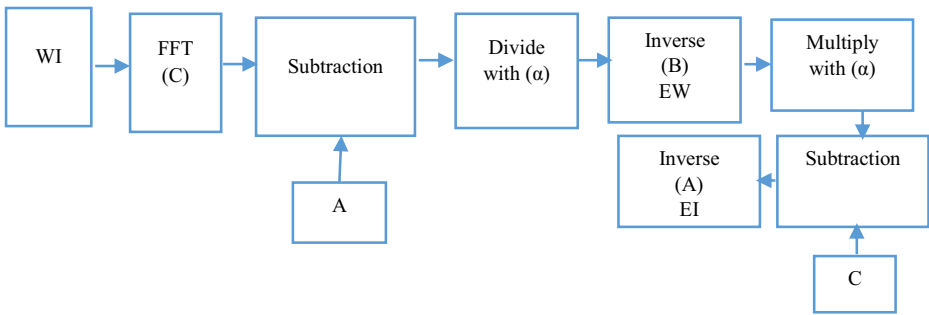 WI
FFT
(C)
Subtraction
Divide
with (α)
Inverse
(B)
EW
Multiply
with (α)
Inverse
(A)
EI
Subtraction
A
C